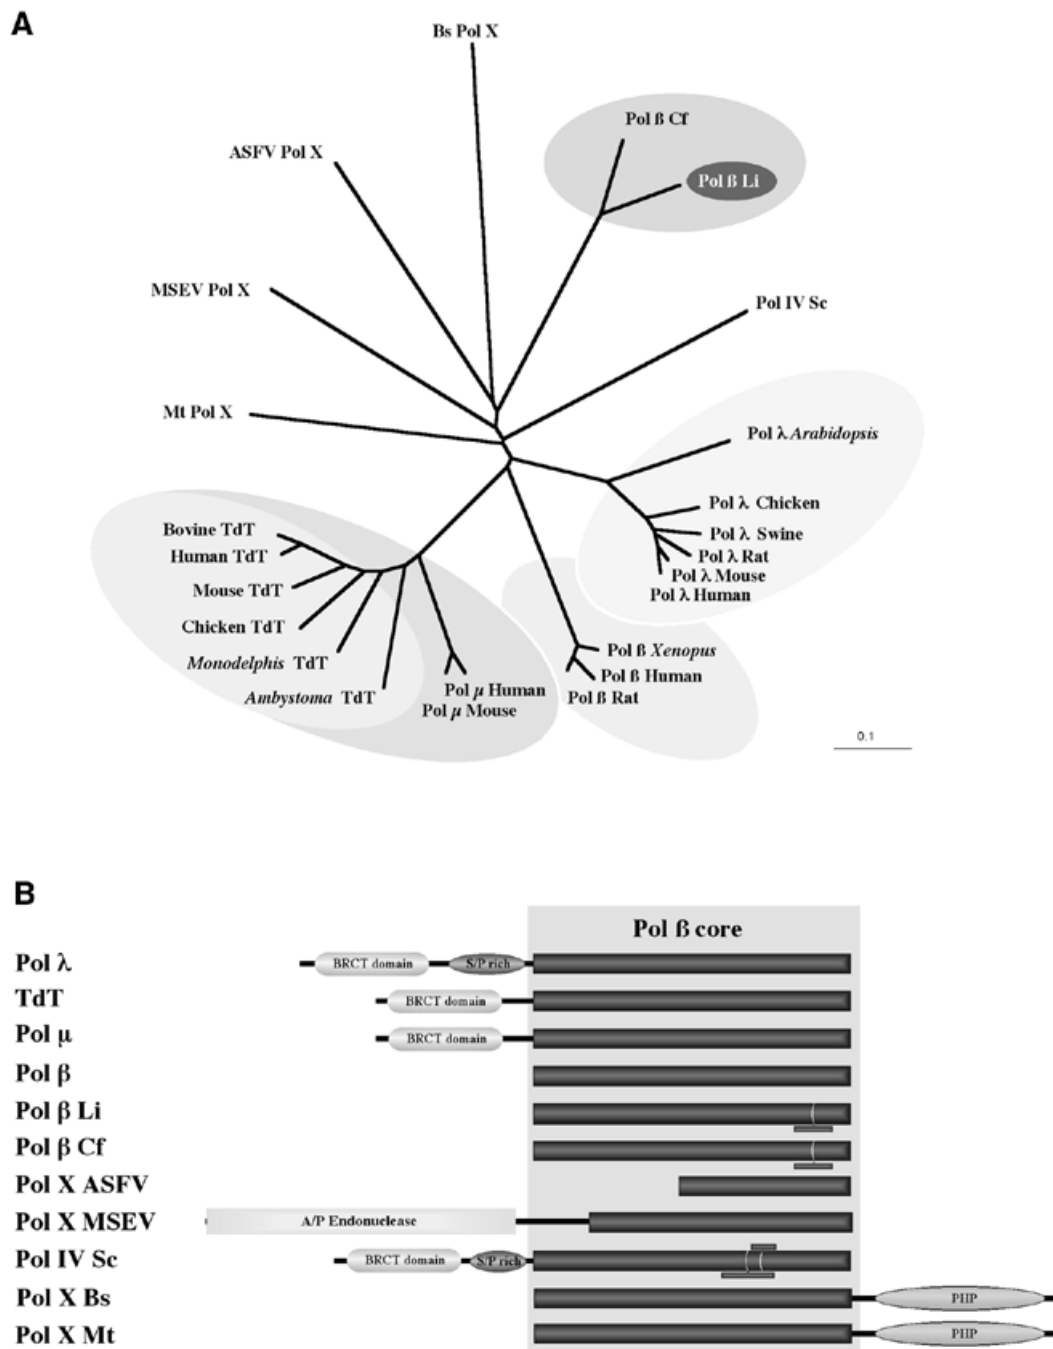 A
Bs Pol X
Pol ß Cf
ASFV Pol X
Pol ß Li
MSEV Pol X
Pol IV Sc
Mt Pol X
Pol λ Arabidopsis
Pol λ Chicken
Bovine TdT
Pol λ Swine
Human TdT
Pol λ Rat
Pol λ Mouse
Mouse TdT
Pol λ Human
Chicken TdT
Pol ß Xenopus
Monodelphis TdT
Pol ß Human
Ambystoma TdT
Pol µ Human
Pol ß Rat
Pol µ Mouse
0.1
B
Pol ß core
Pol λ BRCT domain S/P rich
TdT BRCT domain
Pol µ BRCT domain
Pol β
Pol β Li
Pol β Cf
Pol X ASFV
Pol X MSEV A/P Endonuclease
Pol IV Sc BRCT domain S/P rich
Pol X Bs PHP
Pol X Mt PHP